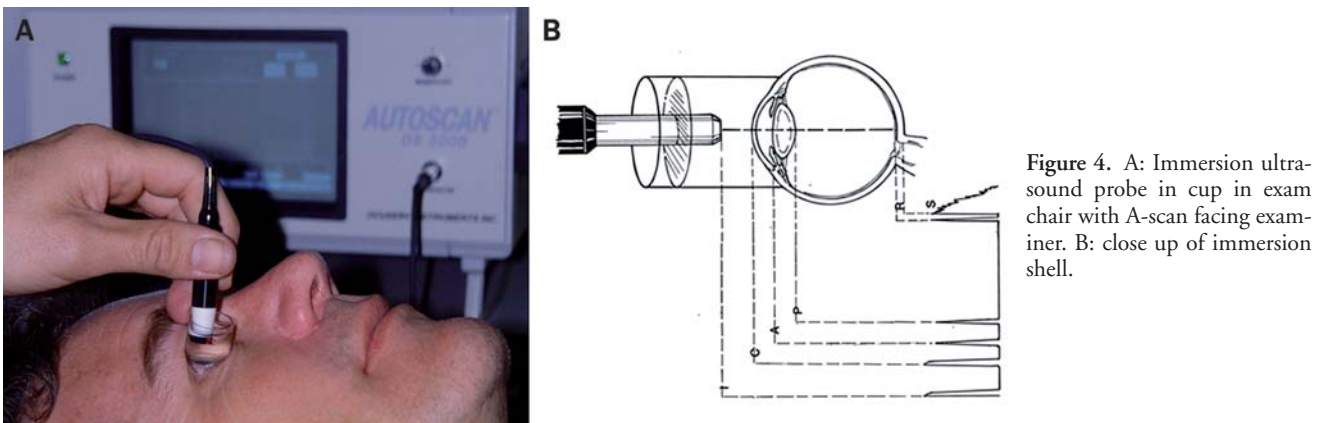 A
AUTOSCAN
B
I
C
A
P
R
S
Figure 4. A: Immersion ultra-
sound probe in cup in exam
chair with A-scan facing exam-
iner. B: close up of immersion
shell.